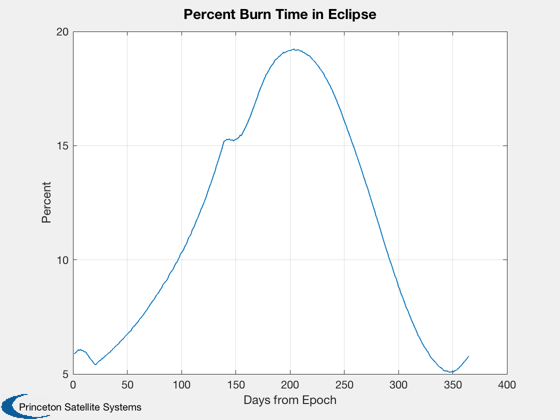 Percent Burn Time in Eclipse
20
15
10
5
Percent
0 50 100 150 200 250 300 350 400
Days from Epoch
Princeton Satellite Systems